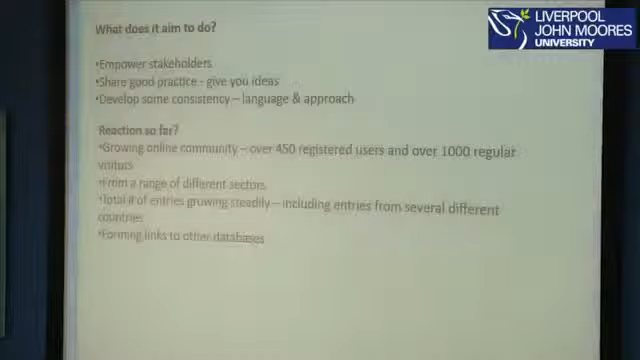 LIVERPOOL
JOHN MOORES
UNIVERSITY
What does it aim to do?
•Empower stakeholders
•Share good practice - give you ideas
•Develop some consistency – language & approach
Reaction so far?
•Growing online community – over 450 registered users and over 1000 regular
visitors
•From a range of different sectors
•Total # of entries growing steadily – including entries from several different
countries
•Forming links to other databases